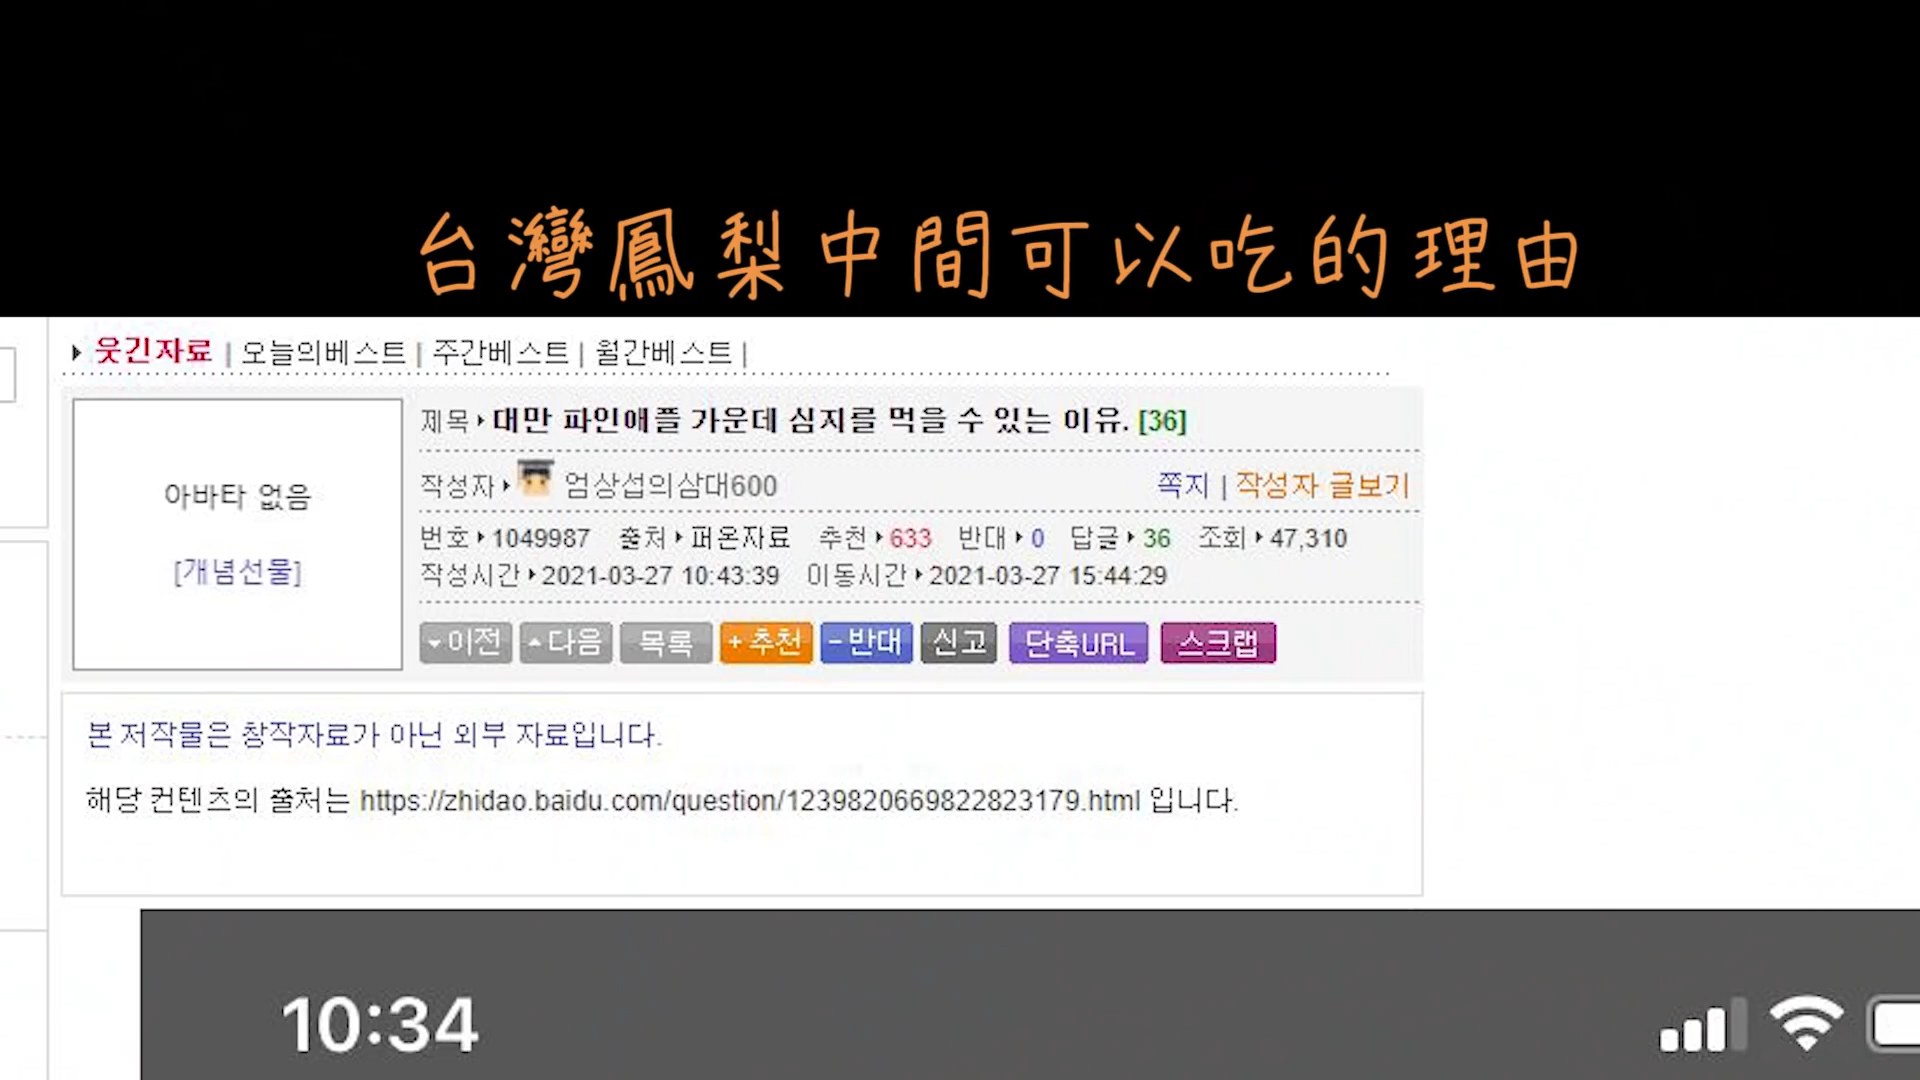 台灣鳳梨中間可以吃的理由
웃긴자료 | 오늘의베스트 | 주간베스트 | 월간베스트 |
제목 대만 파인애플 가운데 심지를 먹을 수 있는 이유. [36]
아바타 없음
[개념선물]
작성자 엄상섭의삼대600 쪽지 | 작성자 글보기
번호 1049987 출처 퍼온자료 추천 633 반대 0 답글 36 조회 47,310
작성시간 2021-03-27 10:43:39 이동시간 2021-03-27 15:44:29
이전 다음 목록 +추천 -반대 신고 단축URL 스크랩
본 저작물은 창작자료가 아닌 외부 자료입니다.
해당 컨텐츠의 출처는 https://zhidao.baidu.com/question/1239820669822823179.html 입니다.
10:34